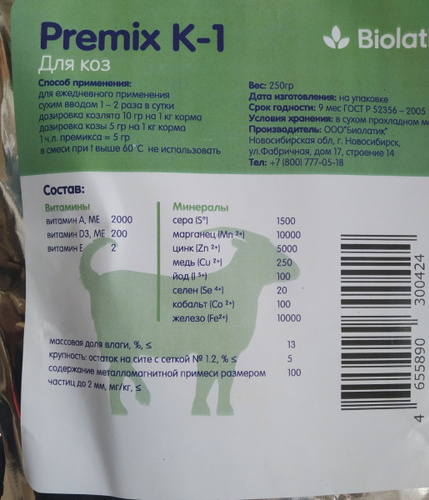 Premix K-1
Biolat
Для коз
Способ применения:
для ежедневного применения
сухим вводом 1 - 2 раза в сутки
дозировка козлята 10 гр на 1 кг корма
дозировка козы 5 гр на 1 кг корма
1 ч.л. премикса = 5 гр
в смеси при t выше 60°С не использовать
Вес: 250гр
Дата изготовления: на упаковке
Срок годности: 9 мес ГОСТ Р 52356 – 2005
Условия хранения: в сухом прохладном ме
Производитель: ООО"Биолатик"
Новосибирская обл, г. Новосибирск,
ул.Фабричная, дом 17, строение 14
Тел: +7 (800) 777-05-18
Состав:
Витамины
витамин А, МЕ 2000
витамин D3, МЕ 200
витамин Е 2
Минералы
сера (S°) 1500
марганец (Mn ²⁺) 10000
цинк (Zn ²⁺) 5000
медь (Cu ²⁺) 250
йод (I ⁵⁺) 100
селен (Se ⁴⁺) 20
кобальт (Co ²⁺) 100
железо (Fe²⁺) 10000
массовая доля влаги, %, ≤ 13
крупность: остаток на сите с сеткой № 1.2, % ≤ 5
содержание металломагнитной примеси размером 100
частиц до 2 мм, мг/кг, ≤
4 655890 300424